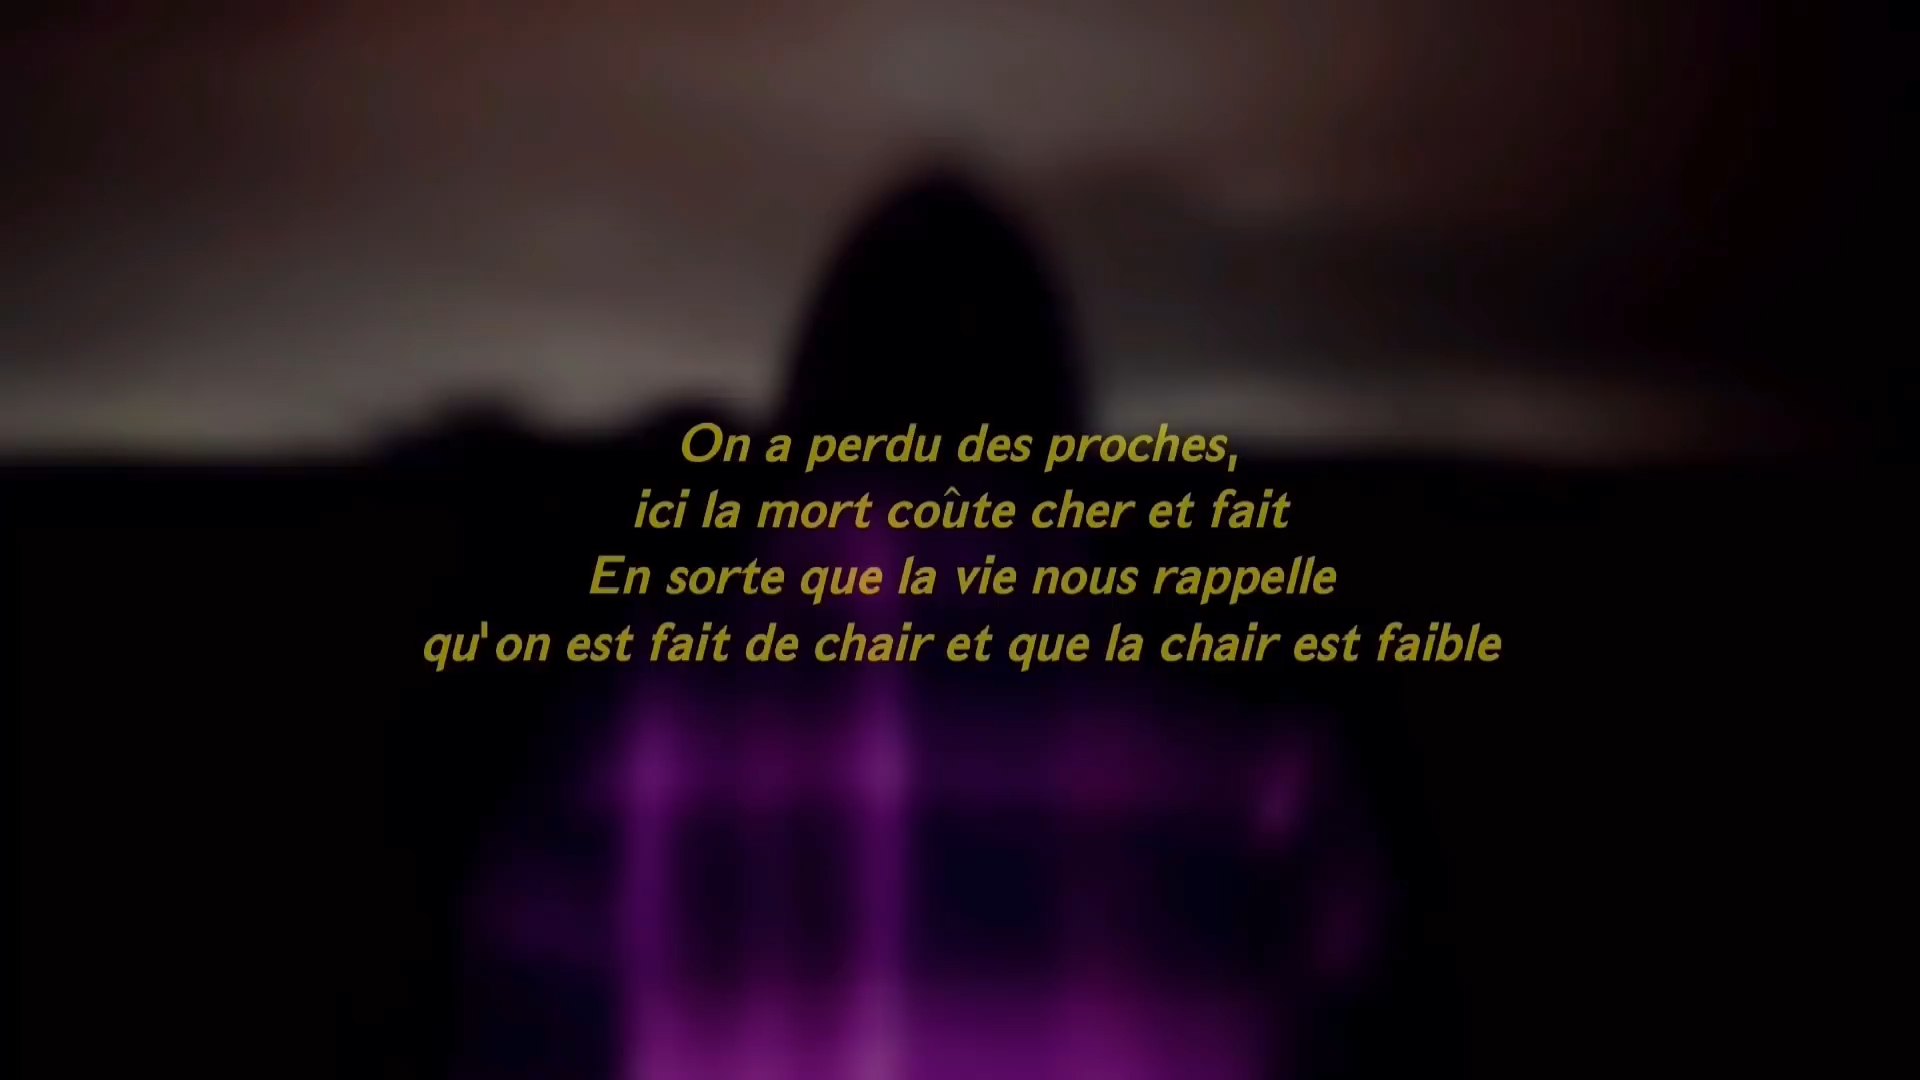 On a perdu des proches,
ici la mort coûte cher et fait
En sorte que la vie nous rappelle
qu'on est fait de chair et que la chair est faible